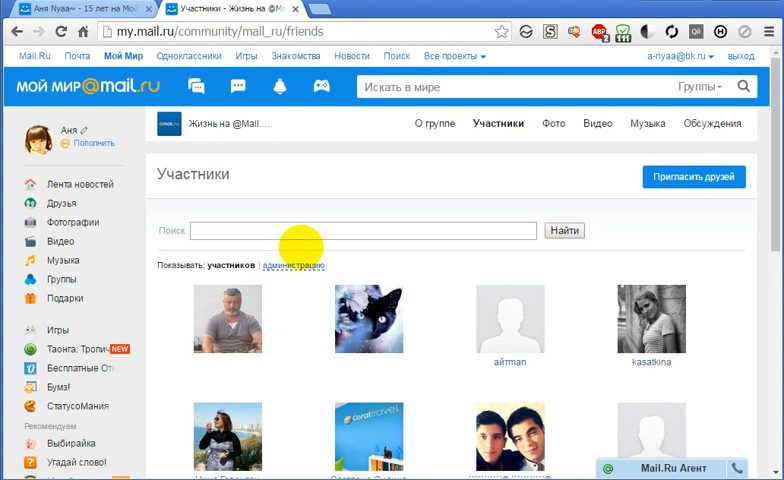 Аня Nyaa~ - 15 лет на Мой
Участники - Жизнь на @Ma
my.mail.ru/community/mail_ru/friends
Mail.Ru Почта Мой Мир Одноклассники Игры Знакомства Новости Поиск Все проекты a-nyaa@bk.ru выход
МОЙ МИР@mail.ru
Искать в мире Группы
Аня
Пополнить
Жизнь на @Mail.... О группе Участники Фото Видео Музыка Обсуждения
Участники
Пригласить друзей
Поиск Найти
Показывать: участников | администрацию
Лента новостей
Друзья
Фотографии
Видео
Музыка
Группы
Подарки
Игры
Таонга: Тропич NEW
Бесплатные От
Бумз!
СтатусоМания
Рекомендуем
Выбирайка
Угадай слово!
айтман
kasatkina
coraltravel
Mail.Ru Агент